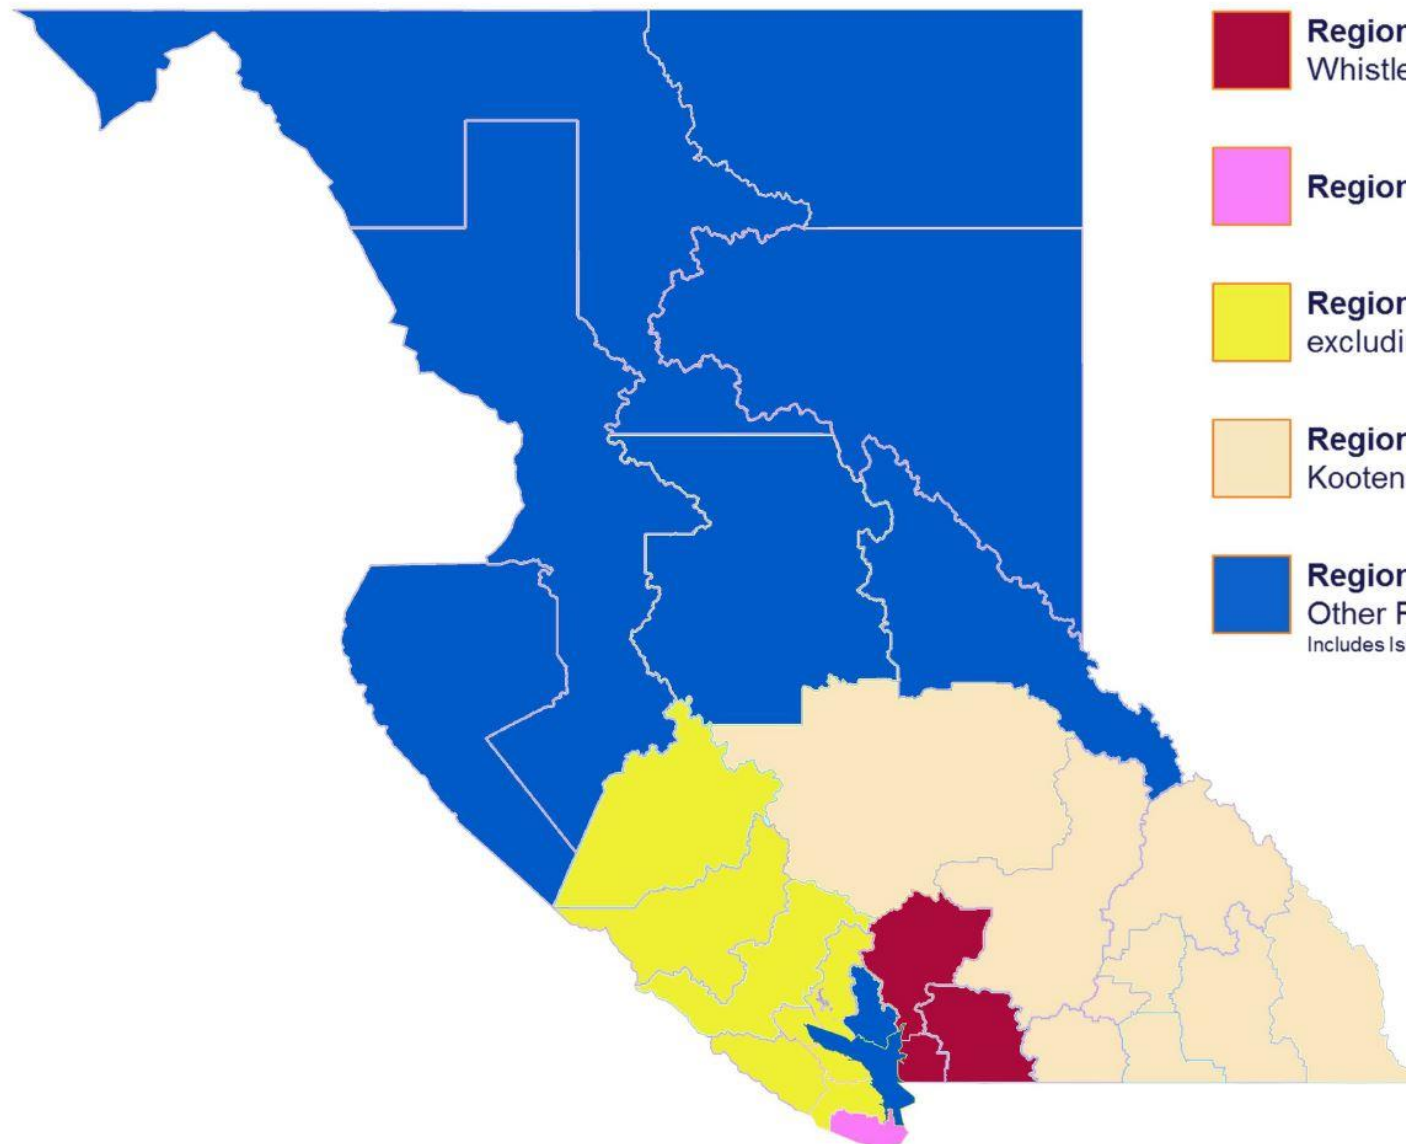 Region
Whistle
Region
Region
excludi
Region
Kooten
Region
Other
Includes Is